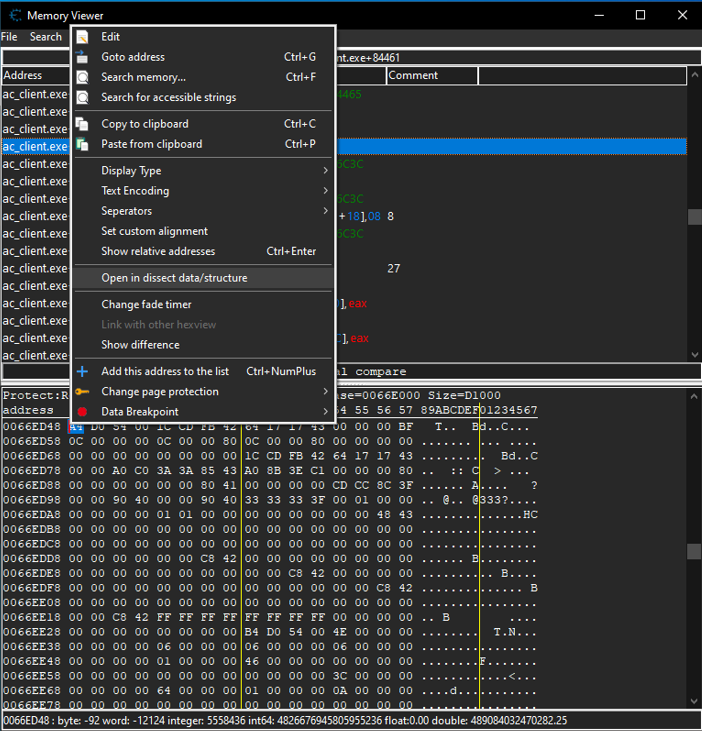 Memory Viewer
File Search
nt.exe+84461
Address Comment
ac_client.exe 4465
ac_client.exe
ac_client.exe
ac_client.exe
ac_client.exe 6C3C
ac_client.exe
ac_client.exe 6C3C
ac_client.exe +18],08 8
ac_client.exe 6C3C
ac_client.exe
ac_client.exe 27
ac_client.exe
ac_client.exe ],eax
ac_client.exe
ac_client.exe C],eax
ac_client.exe
al compare
Edit
Goto address Ctrl+G
Search memory... Ctrl+F
Search for accessible strings
Copy to clipboard Ctrl+C
Paste from clipboard Ctrl+P
Display Type
Text Encoding
Seperators
Set custom alignment
Show relative addresses Ctrl+Enter
Open in dissect data/structure
Change fade timer
Link with other hexview
Show difference
Add this address to the list Ctrl+NumPlus
Change page protection
Data Breakpoint
Protect:R ase=0066E000 Size=D1000
address 54 55 56 57 89ABCDEF01234567
0066ED48 A4 D0 54 00 1C CD FB 42 64 17 17 43 00 00 00 BF T.. Bd..C...
0066ED58 0C 00 00 00 0C 00 00 80 0C 00 00 80 00 00 00 00
0066ED68 00 00 00 00 00 00 00 00 1C CD FB 42 64 17 17 43 Bd..C
0066ED78 00 00 A0 C0 3A 3A 85 43 A0 8B 3E C1 00 00 00 80 .. ::C >...
0066ED88 00 00 00 00 00 00 80 41 00 00 00 00 CD CC 8C 3F ...... A.... ?
0066ED98 00 00 90 40 00 00 90 40 33 33 33 3F 00 01 00 00 .. @.. @333?....
0066EDA8 00 00 00 00 01 01 00 00 00 00 00 00 00 00 48 43 ..............HC
0066EDB8 00 00 00 00 00 00 00 00 00 00 00 00 00 00 00 00 ................
0066EDC8 00 00 00 00 00 00 00 00 00 00 00 00 00 00 00 00 ................
0066EDD8 00 00 00 00 00 00 C8 42 00 00 00 00 00 00 00 00 ...... B........
0066EDE8 00 00 00 00 00 00 00 00 00 00 C8 42 00 00 00 00 .......... B....
0066EDF8 00 00 00 00 00 00 00 00 00 00 00 00 00 00 C8 42 .............. B
0066EE08 00 00 00 00 00 00 00 00 00 00 00 00 00 00 00 00 ................
0066EE18 00 00 C8 42 FF FF FF FF FF FF FF FF 00 00 00 00 .. B ....
0066EE28 00 00 00 00 00 00 00 00 B4 D0 54 00 4E 00 00 00 ........ T.N...
0066EE38 00 00 00 00 06 00 00 00 06 00 00 00 06 00 00 00 ................
0066EE48 00 00 00 00 01 00 00 00 46 00 00 00 00 00 00 00 ........F.......
0066EE58 00 00 00 00 00 00 00 00 00 00 00 00 3C 00 00 00 ............<...
0066EE68 00 00 00 00 64 00 00 00 01 00 00 00 0A 00 00 00 ....d...........
0066ED48 : byte: -92 word: -12124 integer: 5558436 int64: 4826676945805955236 float:0.00 double: 489084032470282.25